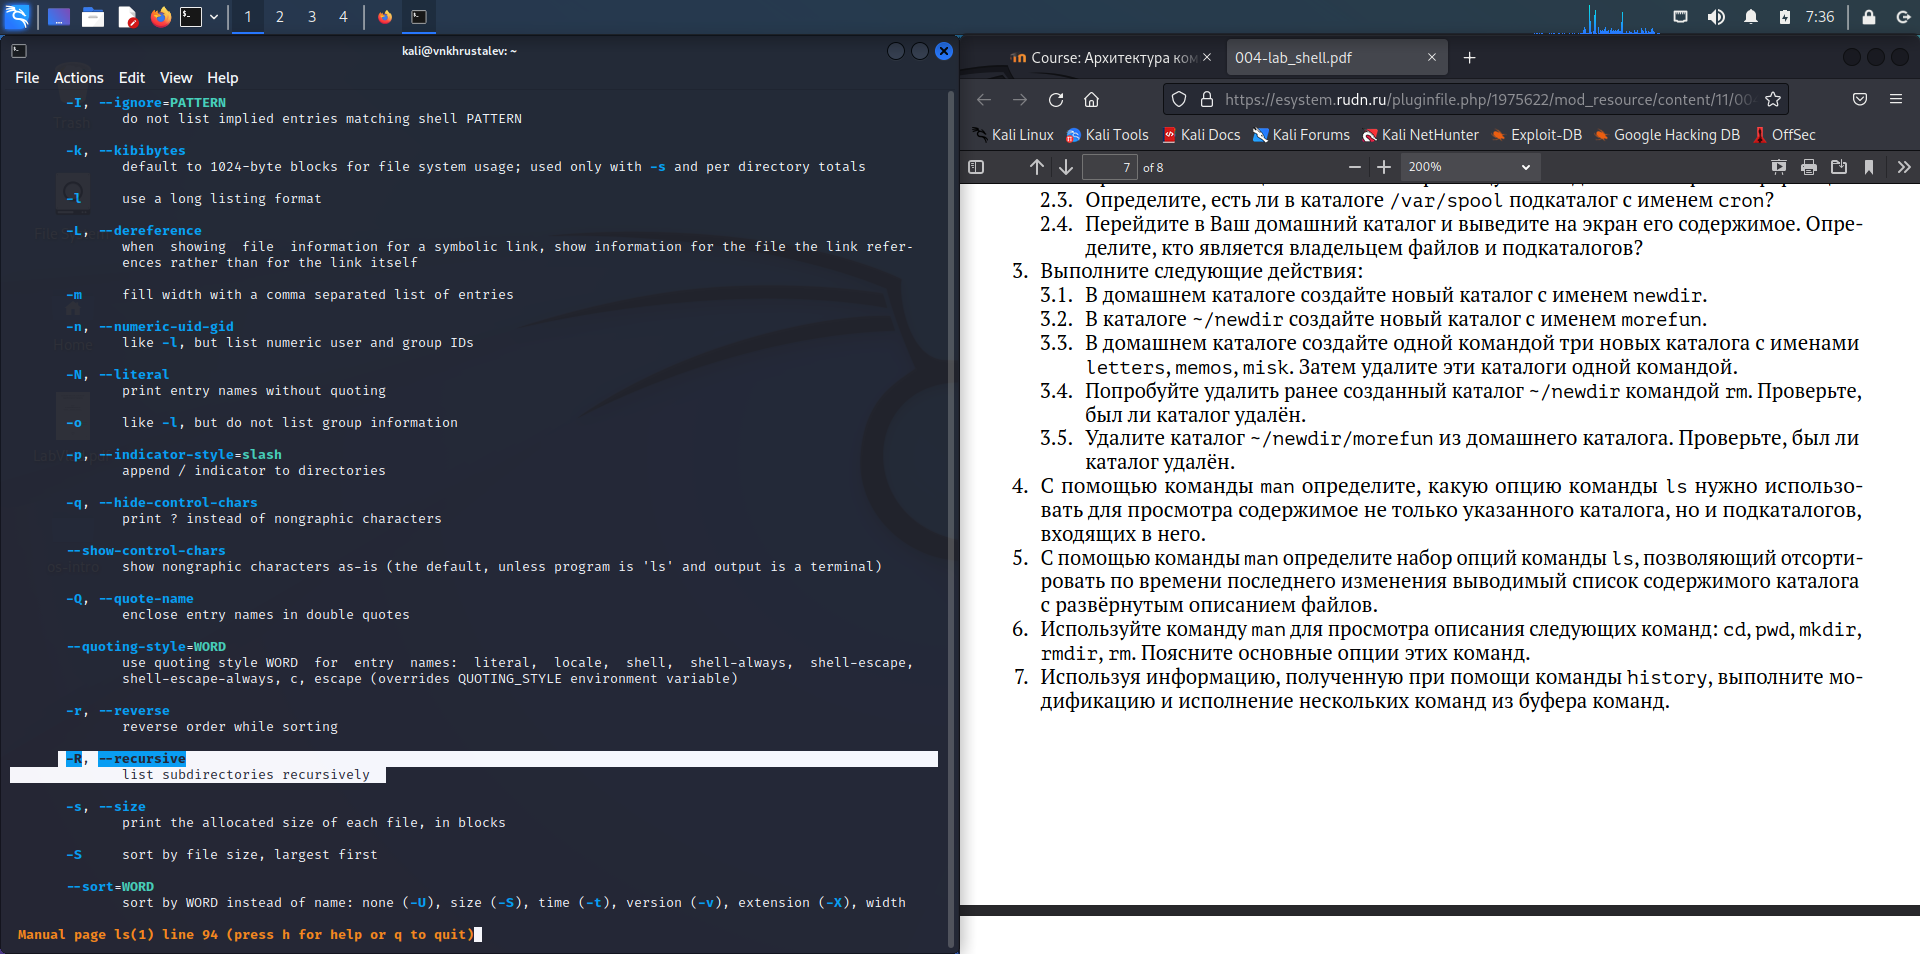 1
2
3
4
7:36
kali@vnkhrustalev: ~
File Actions Edit View Help
-I, --ignore=PATTERN
do not list implied entries matching shell PATTERN
-k, --kibibytes
default to 1024-byte blocks for file system usage; used only with -s and per directory totals
-l use a long listing format
-L, --dereference
when showing file information for a symbolic link, show information for the file the link refer-
ences rather than for the link itself
-m fill width with a comma separated list of entries
-n, --numeric-uid-gid
like -l, but list numeric user and group IDs
-N, --literal
print entry names without quoting
-o like -l, but do not list group information
-p, --indicator-style=slash
append / indicator to directories
-q, --hide-control-chars
print ? instead of nongraphic characters
--show-control-chars
show nongraphic characters as-is (the default, unless program is 'ls' and output is a terminal)
-Q, --quote-name
enclose entry names in double quotes
--quoting-style=WORD
use quoting style WORD for entry names: literal, locale, shell, shell-always, shell-escape,
shell-escape-always, c, escape (overrides QUOTING_STYLE environment variable)
-r, --reverse
reverse order while sorting
-R, --recursive
list subdirectories recursively
-s, --size
print the allocated size of each file, in blocks
-S sort by file size, largest first
--sort=WORD
sort by WORD instead of name: none (-U), size (-S), time (-t), version (-v), extension (-X), width
Manual page ls(1) line 94 (press h for help or q to quit)
Course: Архитектура ком
004-lab_shell.pdf
https://esystem.rudn.ru/pluginfile.php/1975622/mod_resource/content/11/00
Kali Linux Kali Tools Kali Docs Kali Forums Kali NetHunter Exploit-DB Google Hacking DB OffSec
7 of 8
200%
2.3. Определите, есть ли в каталоге /var/spool подкаталог с именем cron?
2.4. Перейдите в Ваш домашний каталог и выведите на экран его содержимое. Опре-
делите, кто является владельцем файлов и подкаталогов?
3. Выполните следующие действия:
3.1. В домашнем каталоге создайте новый каталог с именем newdir.
3.2. В каталоге ~/newdir создайте новый каталог с именем morefun.
3.3. В домашнем каталоге создайте одной командой три новых каталога с именами
letters, memos, misk. Затем удалите эти каталоги одной командой.
3.4. Попробуйте удалить ранее созданный каталог ~/newdir командой rm. Проверьте,
был ли каталог удалён.
3.5. Удалите каталог ~/newdir/morefun из домашнего каталога. Проверьте, был ли
каталог удалён.
4. С помощью команды man определите, какую опцию команды ls нужно использо-
вать для просмотра содержимое не только указанного каталога, но и подкаталогов,
входящих в него.
5. С помощью команды man определите набор опций команды ls, позволяющий отсорти-
ровать по времени последнего изменения выводимый список содержимого каталога
с развёрнутым описанием файлов.
6. Используйте команду man для просмотра описания следующих команд: cd, pwd, mkdir,
rmdir, rm. Поясните основные опции этих команд.
7. Используя информацию, полученную при помощи команды history, выполните мо-
дификацию и исполнение нескольких команд из буфера команд.